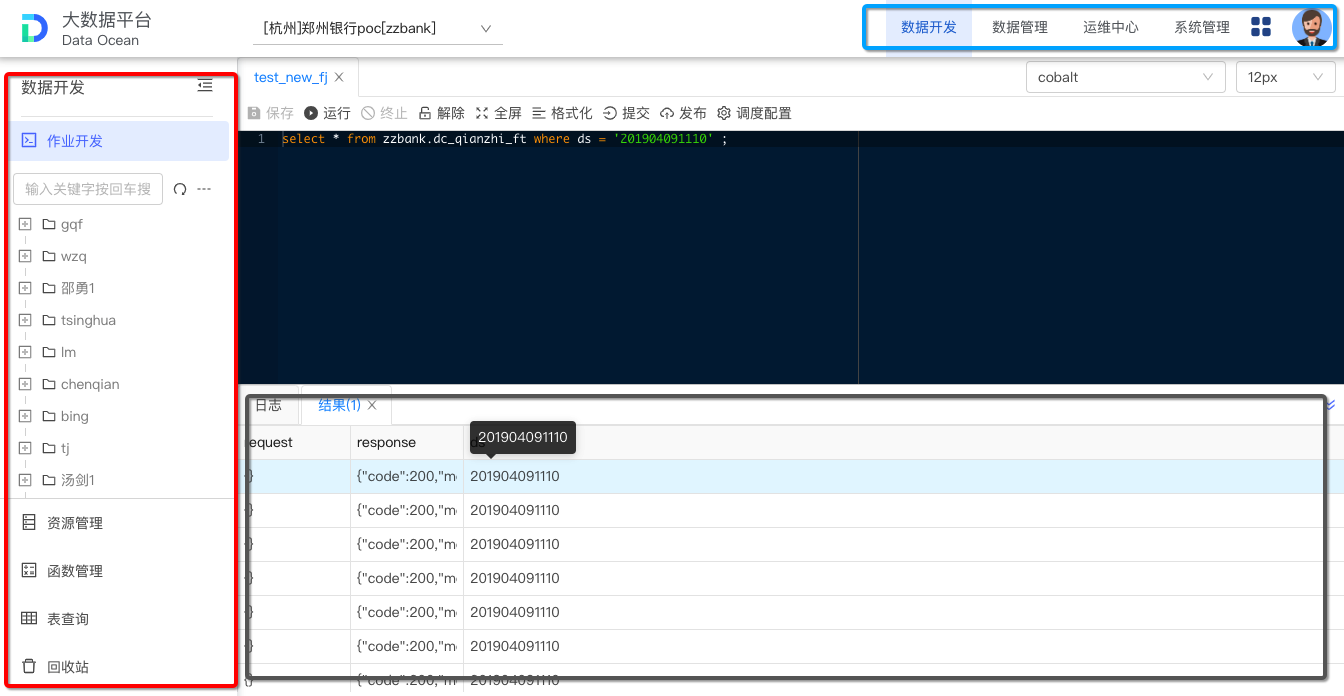 大数据平台
Data Ocean
[杭州]郑州银行poc[zzbank]
数据开发 数据管理 运维中心 系统管理
数据开发
作业开发
输入关键字按回车搜
gqf
wzq
邵勇1
tsinghua
lm
chenqian
bing
tj
汤剑1
资源管理
函数管理
表查询
回收站
test_new_fj
cobalt 12px
保存 运行 终止 解除 全屏 格式化 提交 发布 调度配置
1 select * from zzbank.dc_qianzhi_ft where ds = '201904091110' ;
日志 结果(1)
201904091110
equest response
{} {"code":200,"m 201904091110
{} {"code":200,"m 201904091110
{} {"code":200,"m 201904091110
{} {"code":200,"m 201904091110
{} {"code":200,"m 201904091110
{} {"code":200,"m 201904091110
{} {"code":200,"m 201904091110